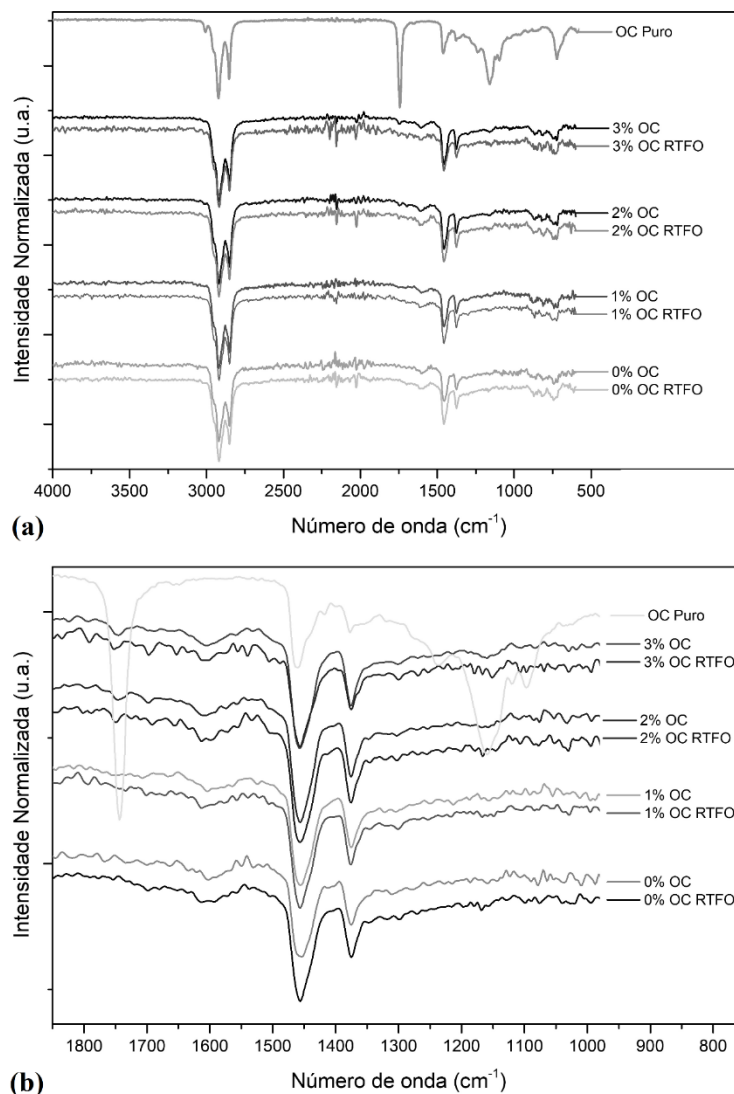 OC Puro
3% OC
3% OC RTFO
2% OC
2% OC RTFO
1% OC
1% OC RTFO
0% OC
0% OC RTFO
Intensidade Normalizada (u.a.)
4000 3500 3000 2500 2000 1500 1000 500
Número de onda (cm⁻¹)
(a)
OC Puro
3% OC
3% OC RTFO
2% OC
2% OC RTFO
1% OC
1% OC RTFO
0% OC
0% OC RTFO
Intensidade Normalizada (u.a.)
1800 1700 1600 1500 1400 1300 1200 1100 1000 900 800
Número de onda (cm⁻¹)
(b)